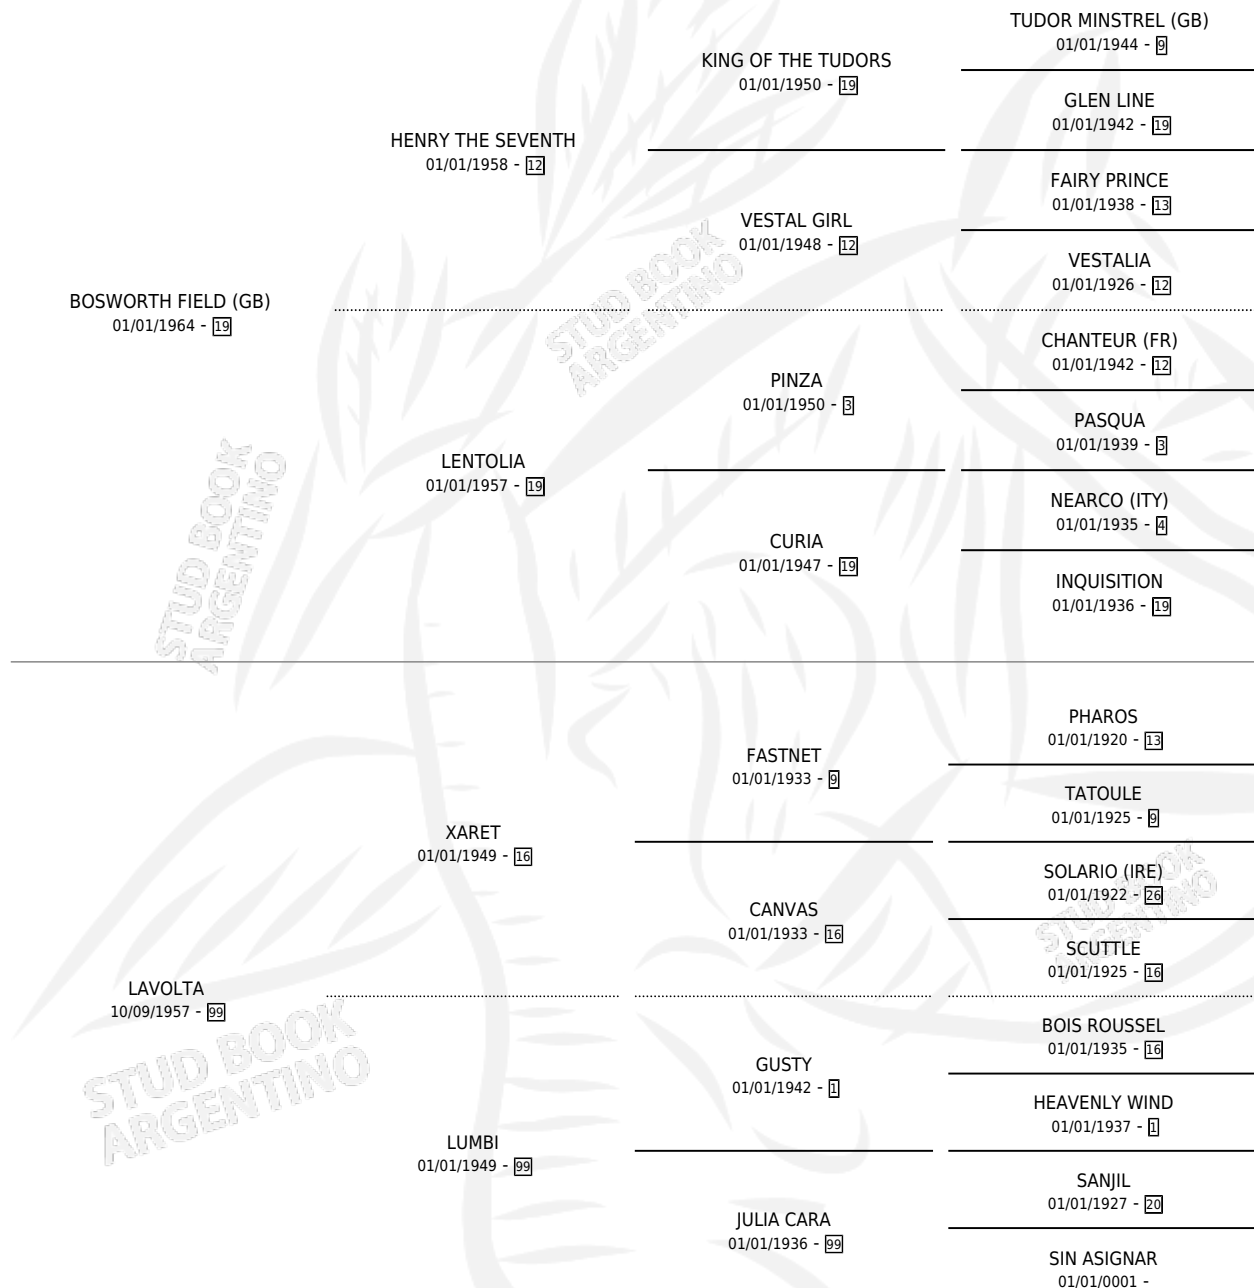 TUDOR MINSTREL (GB)
01/01/1944 - 9
KING OF THE TUDORS
01/01/1950 - 19
GLEN LINE
01/01/1942 - 19
HENRY THE SEVENTH
01/01/1958 - 12
FAIRY PRINCE
01/01/1938 - 13
VESTAL GIRL
01/01/1948 - 12
VESTALIA
01/01/1926 - 12
BOSWORTH FIELD (GB)
01/01/1964 - 19
STUD BOOK
ARGENTINO
CHANTEUR (FR)
01/01/1942 - 12
PINZA
01/01/1950 - 3
PASQUA
01/01/1939 - 3
LENTOLIA
01/01/1957 - 19
NEARCO (ITY)
01/01/1935 - 4
CURIA
01/01/1947 - 19
INQUISITION
01/01/1936 - 19
STUD BOOK
ARGENTINO
PHAROS
01/01/1920 - 13
FASTNET
01/01/1933 - 9
TATOULE
01/01/1925 - 9
XARET
01/01/1949 - 16
SOLARIO (IRE)
01/01/1922 - 26
CANVAS
01/01/1933 - 16
SCUTTLE
01/01/1925 - 16
STUD BOOK
ARGENTINO
LAVOLTA
10/09/1957 - 99
STUD BOOK
ARGENTINO
BOIS ROUSSEL
01/01/1935 - 16
GUSTY
01/01/1942 - 1
HEAVENLY WIND
01/01/1937 - 1
LUMBI
01/01/1949 - 99
SANJIL
01/01/1927 - 20
JULIA CARA
01/01/1936 - 99
SIN ASIGNAR
01/01/0001 -